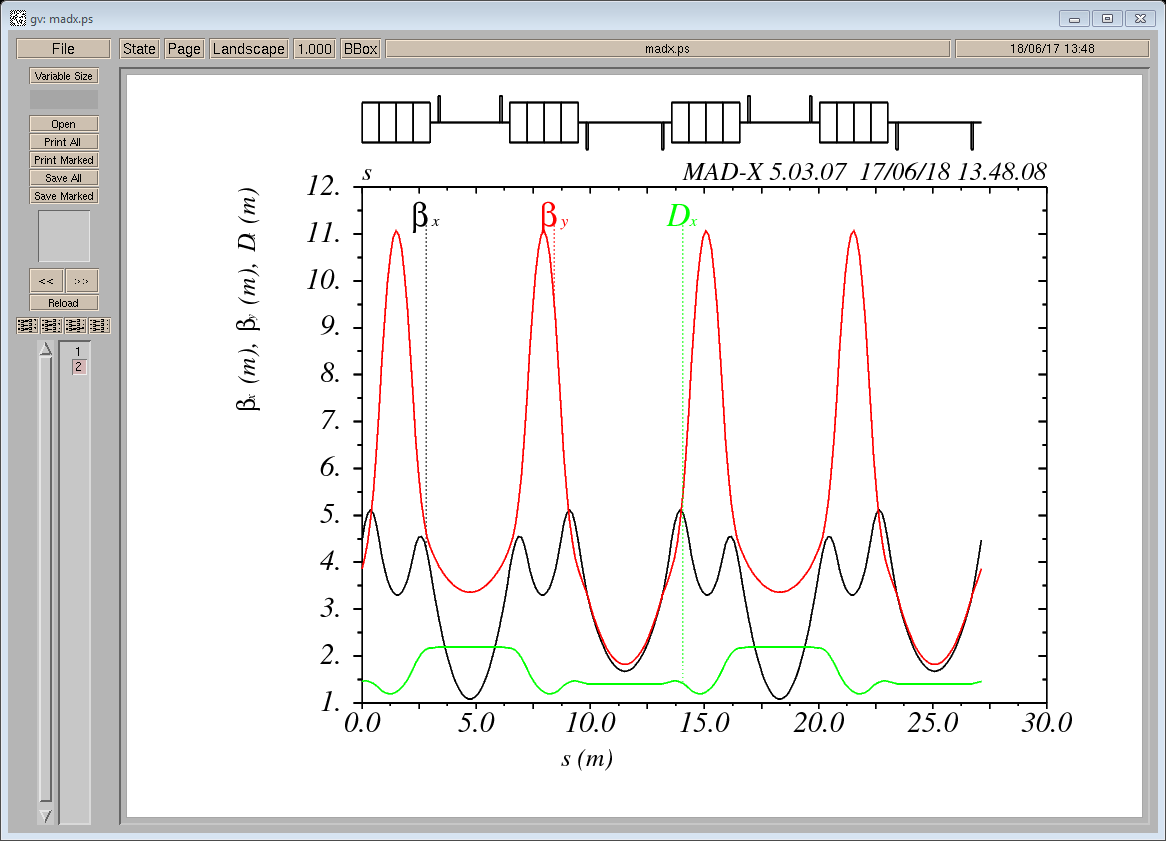 gv: madx.ps
File State Page Landscape 1.000 BBox madx.ps 18/06/17 13:48
Variable Size
Open
Print All
Print Marked
Save All
Save Marked
<< >>
Reload
1
2
s MAD-X 5.03.07 17/06/18 13.48.08
βx (m), βy (m), Dx (m)
βx βy Dx
12.
11.
10.
9.
8.
7.
6.
5.
4.
3.
2.
1.
0.0 5.0 10.0 15.0 20.0 25.0 30.0
s (m)